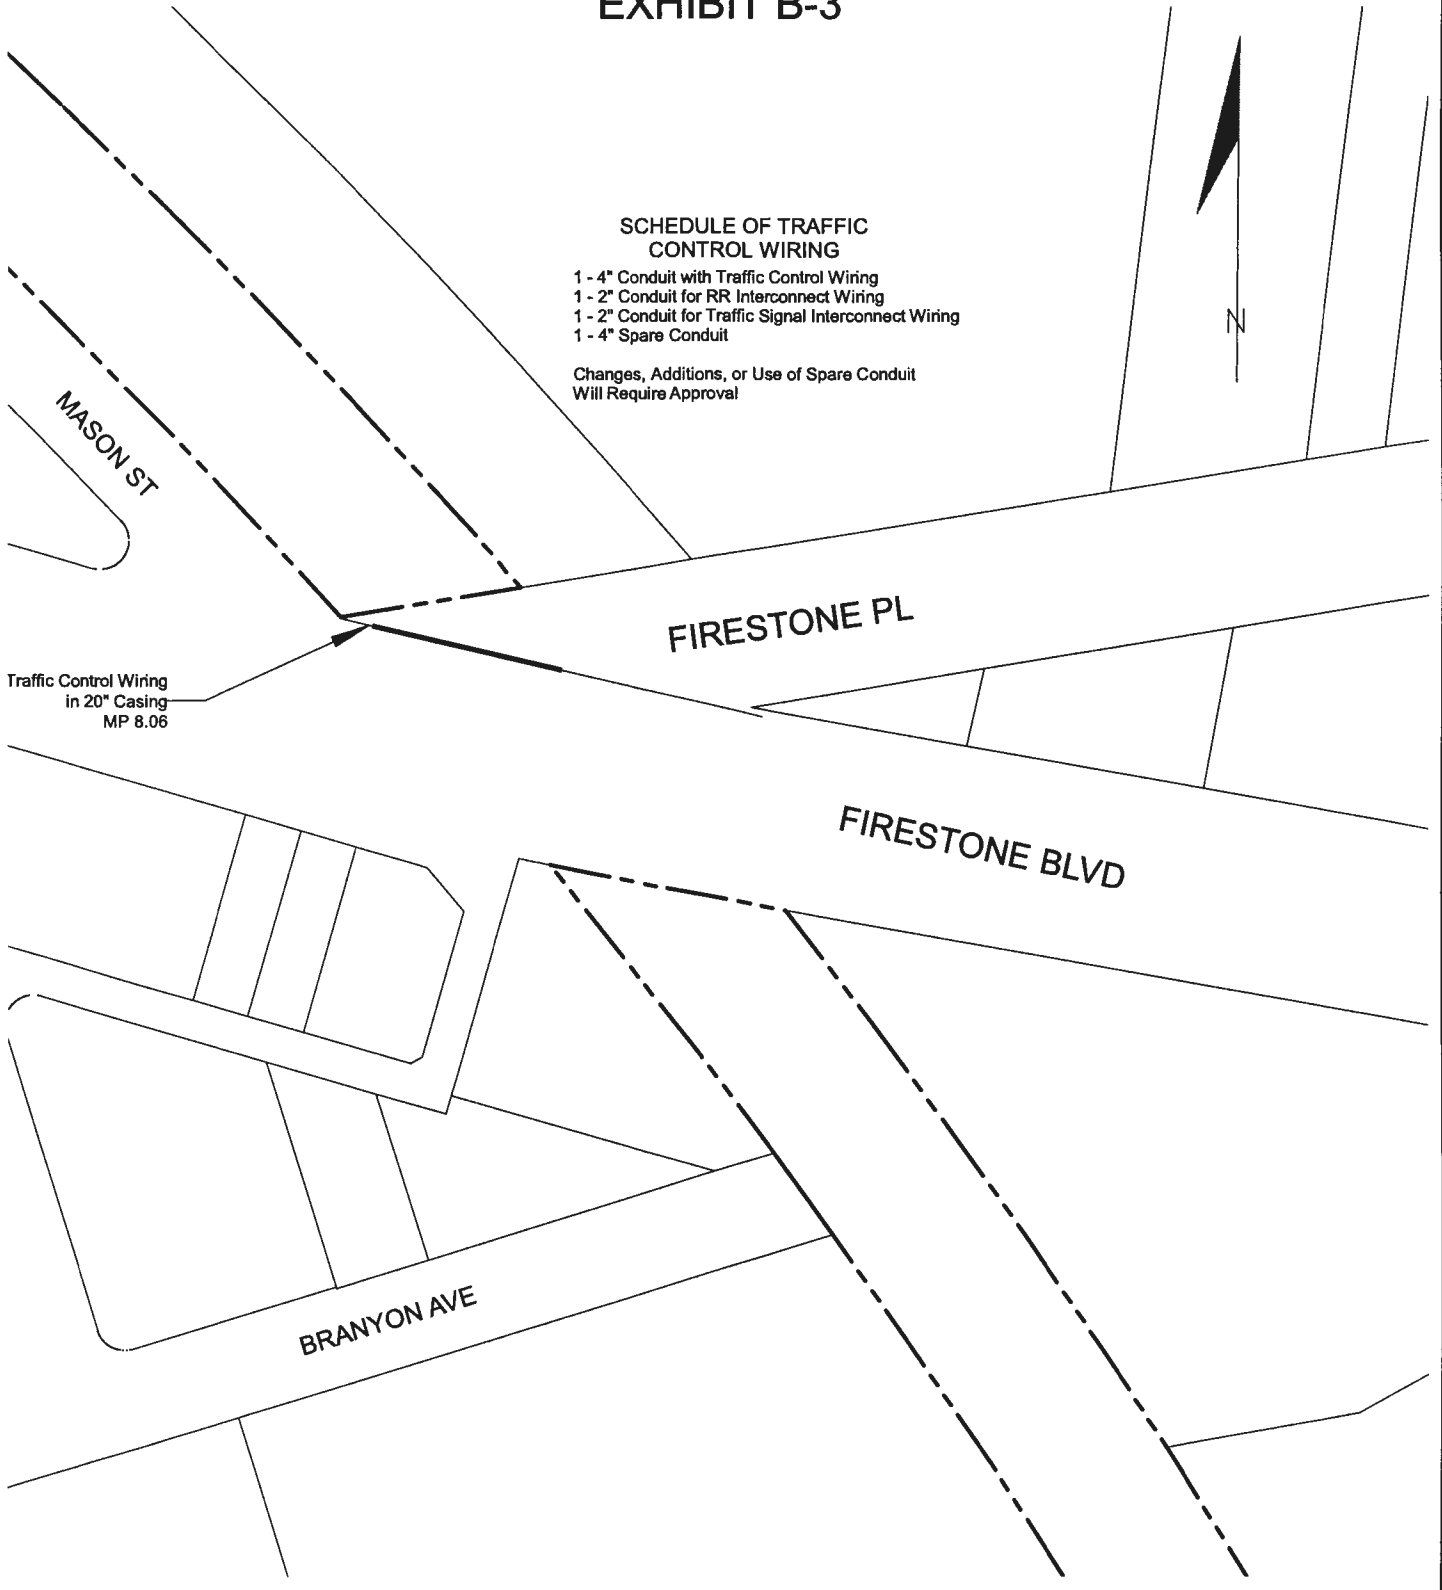 EXHIBIT B-3
SCHEDULE OF TRAFFIC
CONTROL WIRING
1 - 4" Conduit with Traffic Control Wiring
1 - 2" Conduit for RR Interconnect Wiring
1 - 2" Conduit for Traffic Signal Interconnect Wiring
1 - 4" Spare Conduit
Changes, Additions, or Use of Spare Conduit
Will Require Approval
N
MASON ST
FIRESTONE PL
Traffic Control Wiring
in 20" Casing
MP 8.06
FIRESTONE BLVD
BRANYON AVE